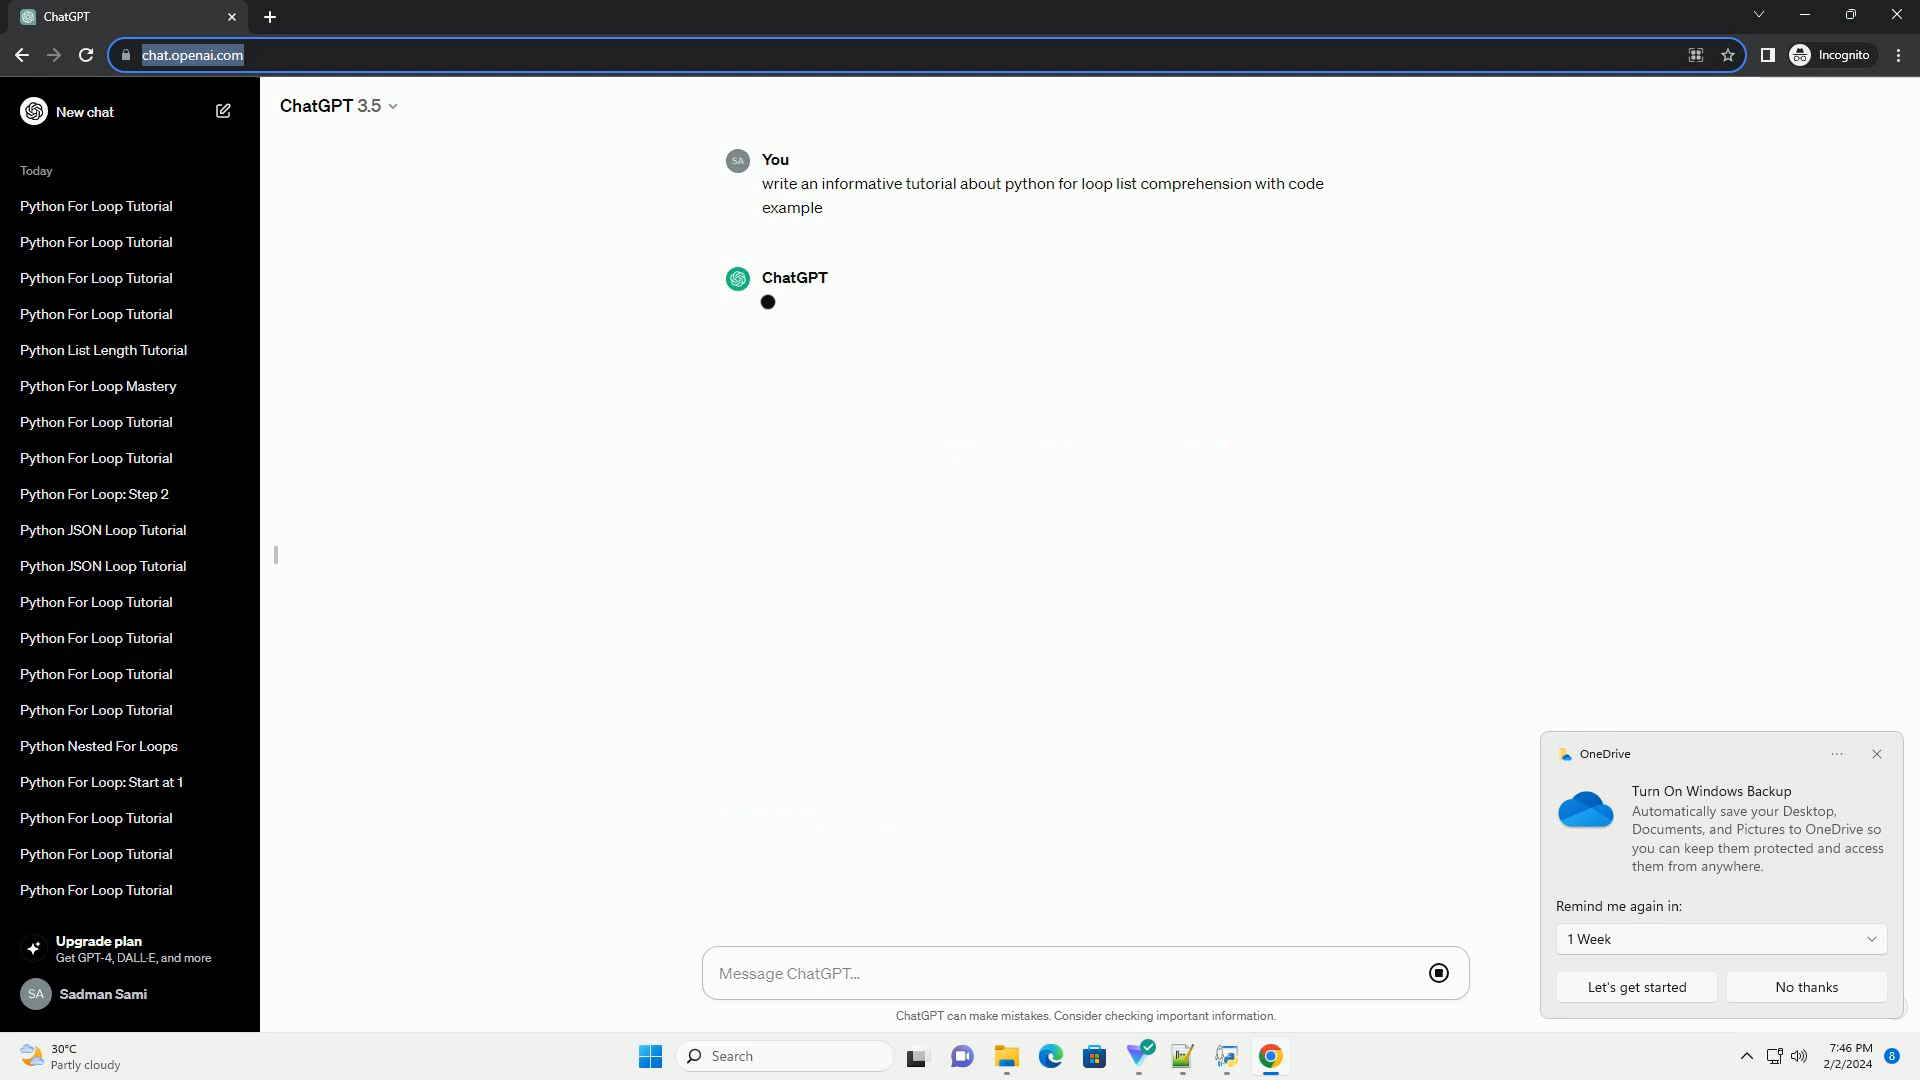 ChatGPT
chat.openai.com
Incognito
New chat
Today
Python For Loop Tutorial
Python For Loop Tutorial
Python For Loop Tutorial
Python For Loop Tutorial
Python List Length Tutorial
Python For Loop Mastery
Python For Loop Tutorial
Python For Loop Tutorial
Python For Loop: Step 2
Python JSON Loop Tutorial
Python JSON Loop Tutorial
Python For Loop Tutorial
Python For Loop Tutorial
Python For Loop Tutorial
Python For Loop Tutorial
Python Nested For Loops
Python For Loop: Start at 1
Python For Loop Tutorial
Python For Loop Tutorial
Python For Loop Tutorial
Upgrade plan
Get GPT-4, DALL·E, and more
SA Sadman Sami
ChatGPT 3.5
SA You
write an informative tutorial about python for loop list comprehension with code
example
ChatGPT
Message ChatGPT...
ChatGPT can make mistakes. Consider checking important information.
OneDrive
Turn On Windows Backup
Automatically save your Desktop,
Documents, and Pictures to OneDrive so
you can keep them protected and access
them from anywhere.
Remind me again in:
1 Week
Let's get started No thanks
30°C
Partly cloudy
Search
7:46 PM
2/2/2024
8